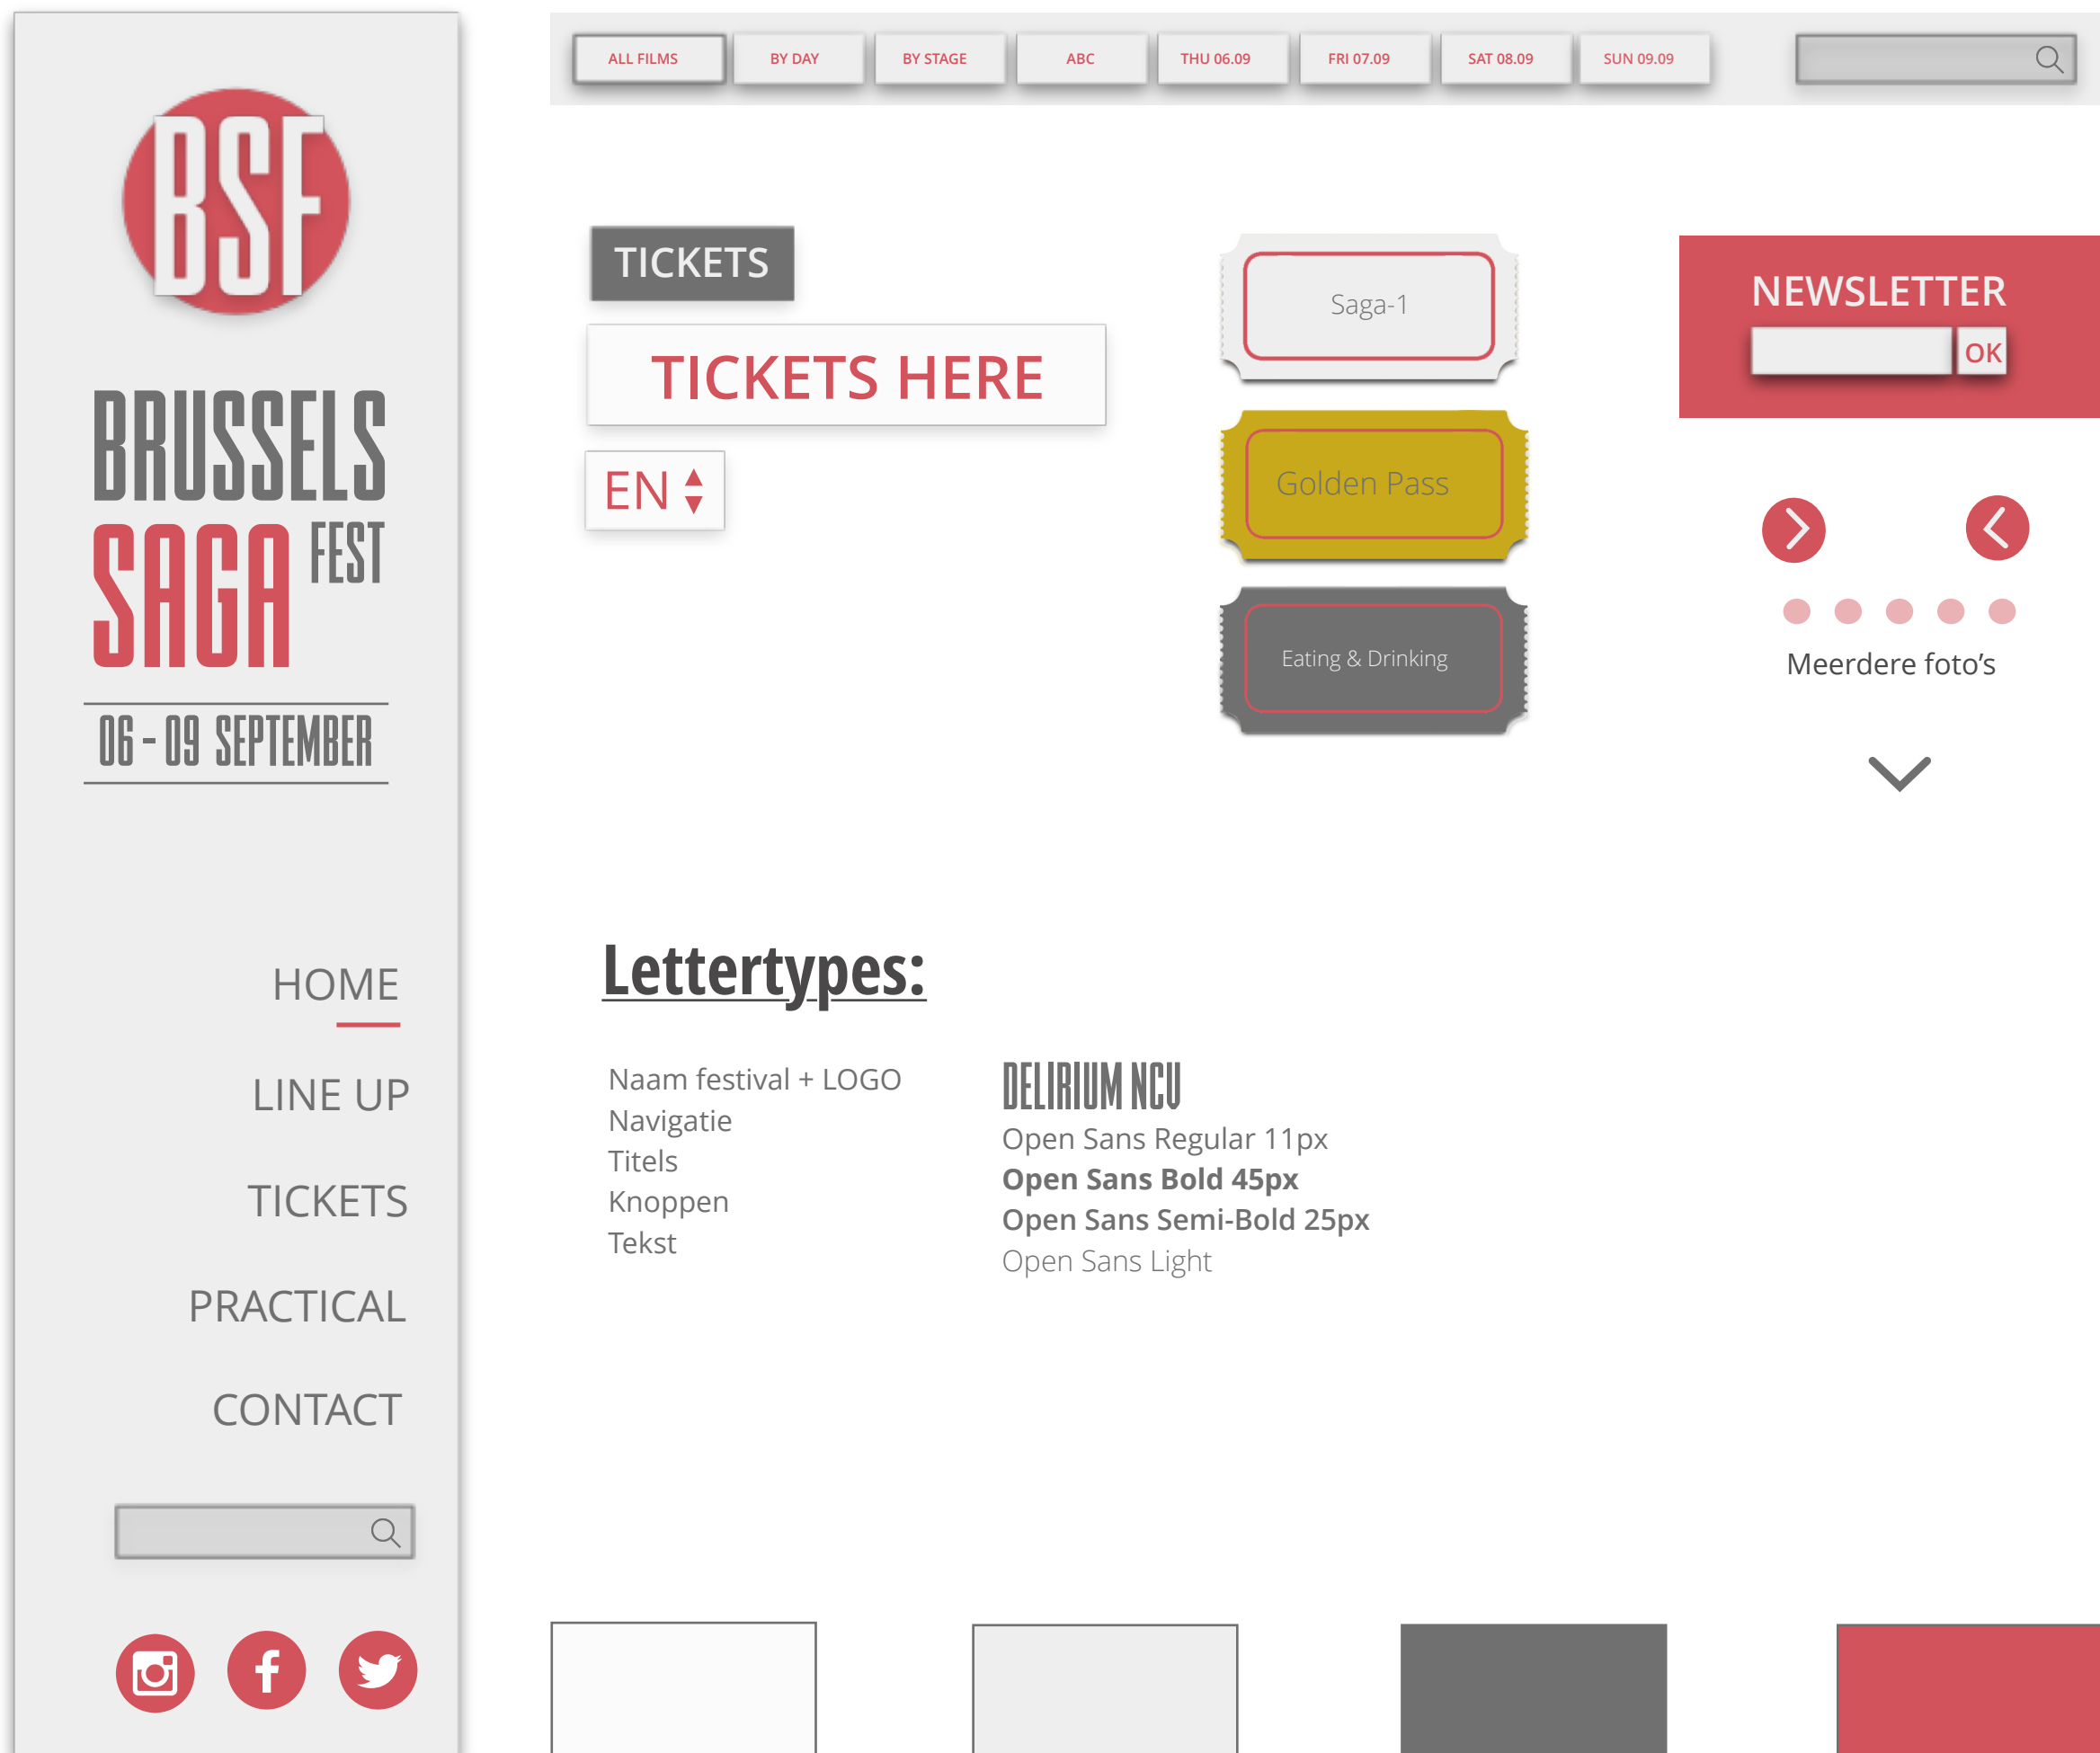 BSF
BRUSSELS
SAGA FEST
06 - 09 SEPTEMBER
HOME
LINE UP
TICKETS
PRACTICAL
CONTACT
ALL FILMS BY DAY BY STAGE ABC THU 06.09 FRI 07.09 SAT 08.09 SUN 09.09
TICKETS
TICKETS HERE
EN
Saga-1
Golden Pass
Eating & Drinking
NEWSLETTER
OK
Meerdere foto's
Lettertypes:
Naam festival + LOGO
Navigatie
Titels
Knoppen
Tekst
DELIRIUM NCV
Open Sans Regular 11px
Open Sans Bold 45px
Open Sans Semi-Bold 25px
Open Sans Light